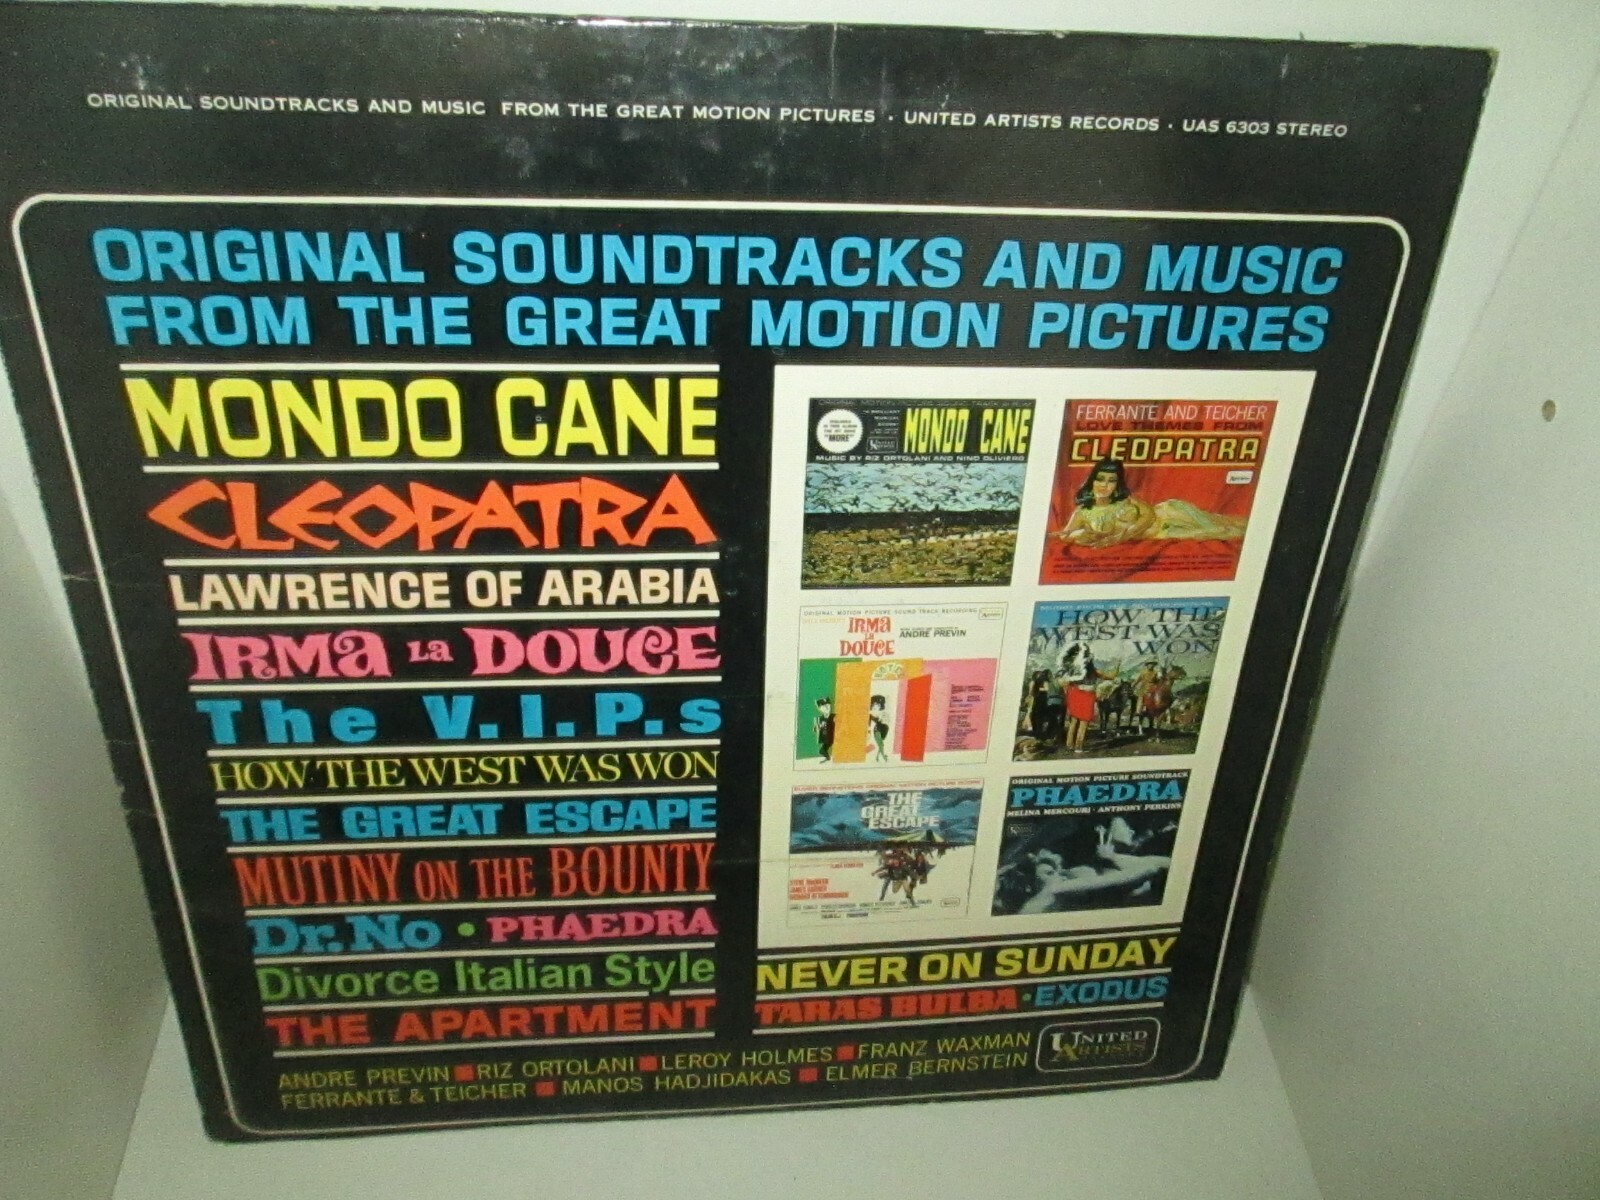 ORIGINAL SOUNDTRACKS AND MUSIC FROM THE GREAT MOTION PICTURES • UNITED ARTISTS RECORDS • UAS 6303 STEREO
ORIGINAL SOUNDTRACKS AND MUSIC
FROM THE GREAT MOTION PICTURES
MONDO CANE
CLEOPATRA
LAWRENCE OF ARABIA
IRMA LA DOUCE
The V.I.P.s
HOW THE WEST WAS WON
THE GREAT ESCAPE
MUTINY ON THE BOUNTY
Dr. No • PHAEDRA
Divorce Italian Style
THE APARTMENT
"MORE"
MONDO CANE
MUSIC BY RIZ ORTOLANI AND NINO OLIVIERO
FERRANTE AND TEICHER
LOVE THEMES FROM
CLEOPATRA
ORIGINAL MOTION PICTURE SOUND TRACK RECORDING
IRMA
LA
DOUCE
ANDRE PREVIN
HOW THE
WEST WAS
WON
THE
GREAT
ESCAPE
ORIGINAL MOTION PICTURE SOUNDTRACK
PHAEDRA
MELINA MERCOURI • ANTHONY PERKINS
NEVER ON SUNDAY
TARAS BULBA • EXODUS
ANDRE PREVIN ■ RIZ ORTOLANI ■ LEROY HOLMES ■ FRANZ WAXMAN
FERRANTE & TEICHER ■ MANOS HADJIDAKAS ■ ELMER BERNSTEIN
UNITED
ARTISTS